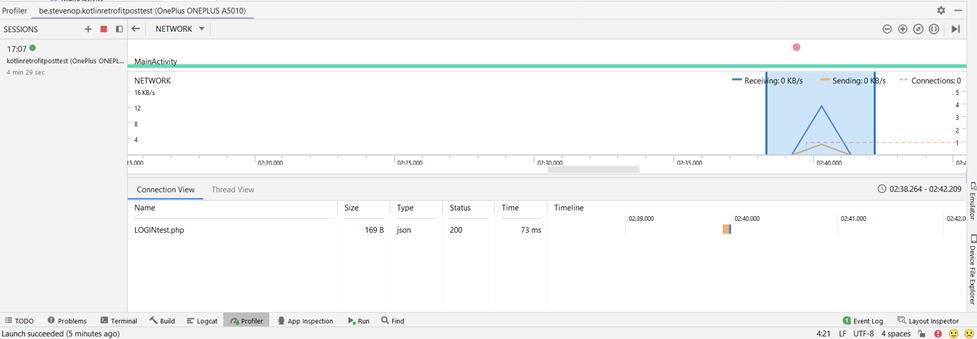 Profiler be.stevenop.kotlinretrofitposttest (OnePlus ONEPLUS A5010)
SESSIONS NETWORK
17:07
kotlinretrofitposttest (OnePlus ONEPL...
4 min 29 sec
MainActivity
NETWORK Receiving: 0 KB/s Sending: 0 KB/s Connections: 0
16 KB/s 5
12 4
8 3
4 2
1
15.000 02:20.000 02:25.000 02:30.000 02:35.000 02:40.000 02:4
Connection View Thread View 02:38.264 - 02:42.209
Name Size Type Status Time Timeline
02:39.000 02:40.000 02:41.000 02:42.0
LOGINtest.php 169 B json 200 73 ms
Emulator
Device File Explorer
TODO Problems Terminal Build Logcat Profiler App Inspection Run Find 1 Event Log Layout Inspector
Launch succeeded (5 minutes ago) 4:21 LF UTF-8 4 spaces